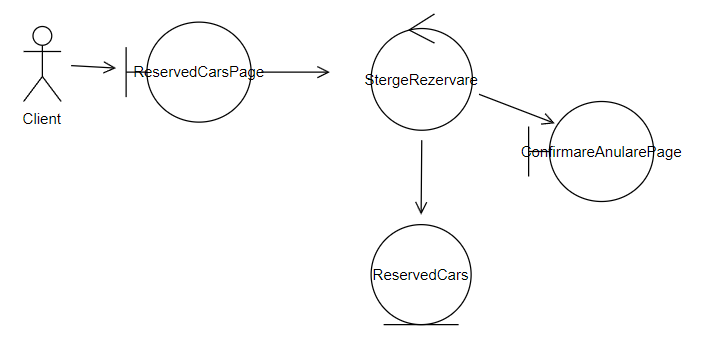 Client
ReservedCarsPage
StergeRezervare
ConfirmareAnularePage
ReservedCars